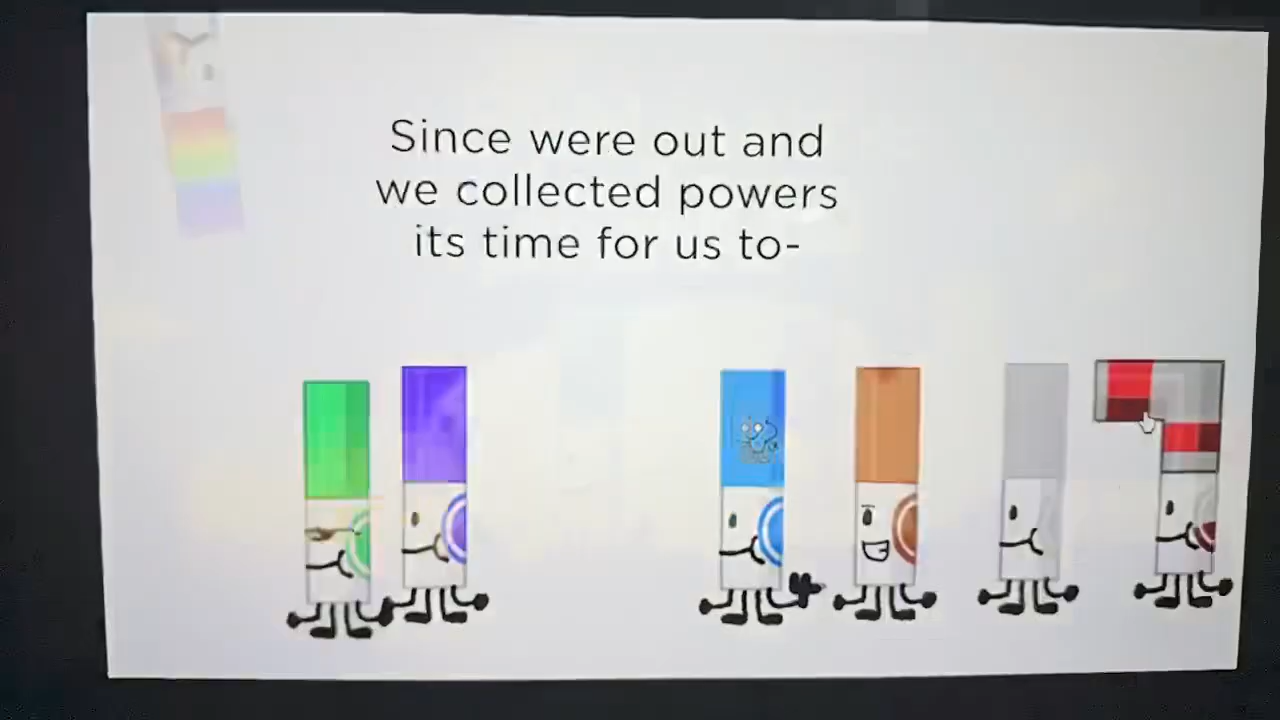 Since were out and
we collected powers
its time for us to-